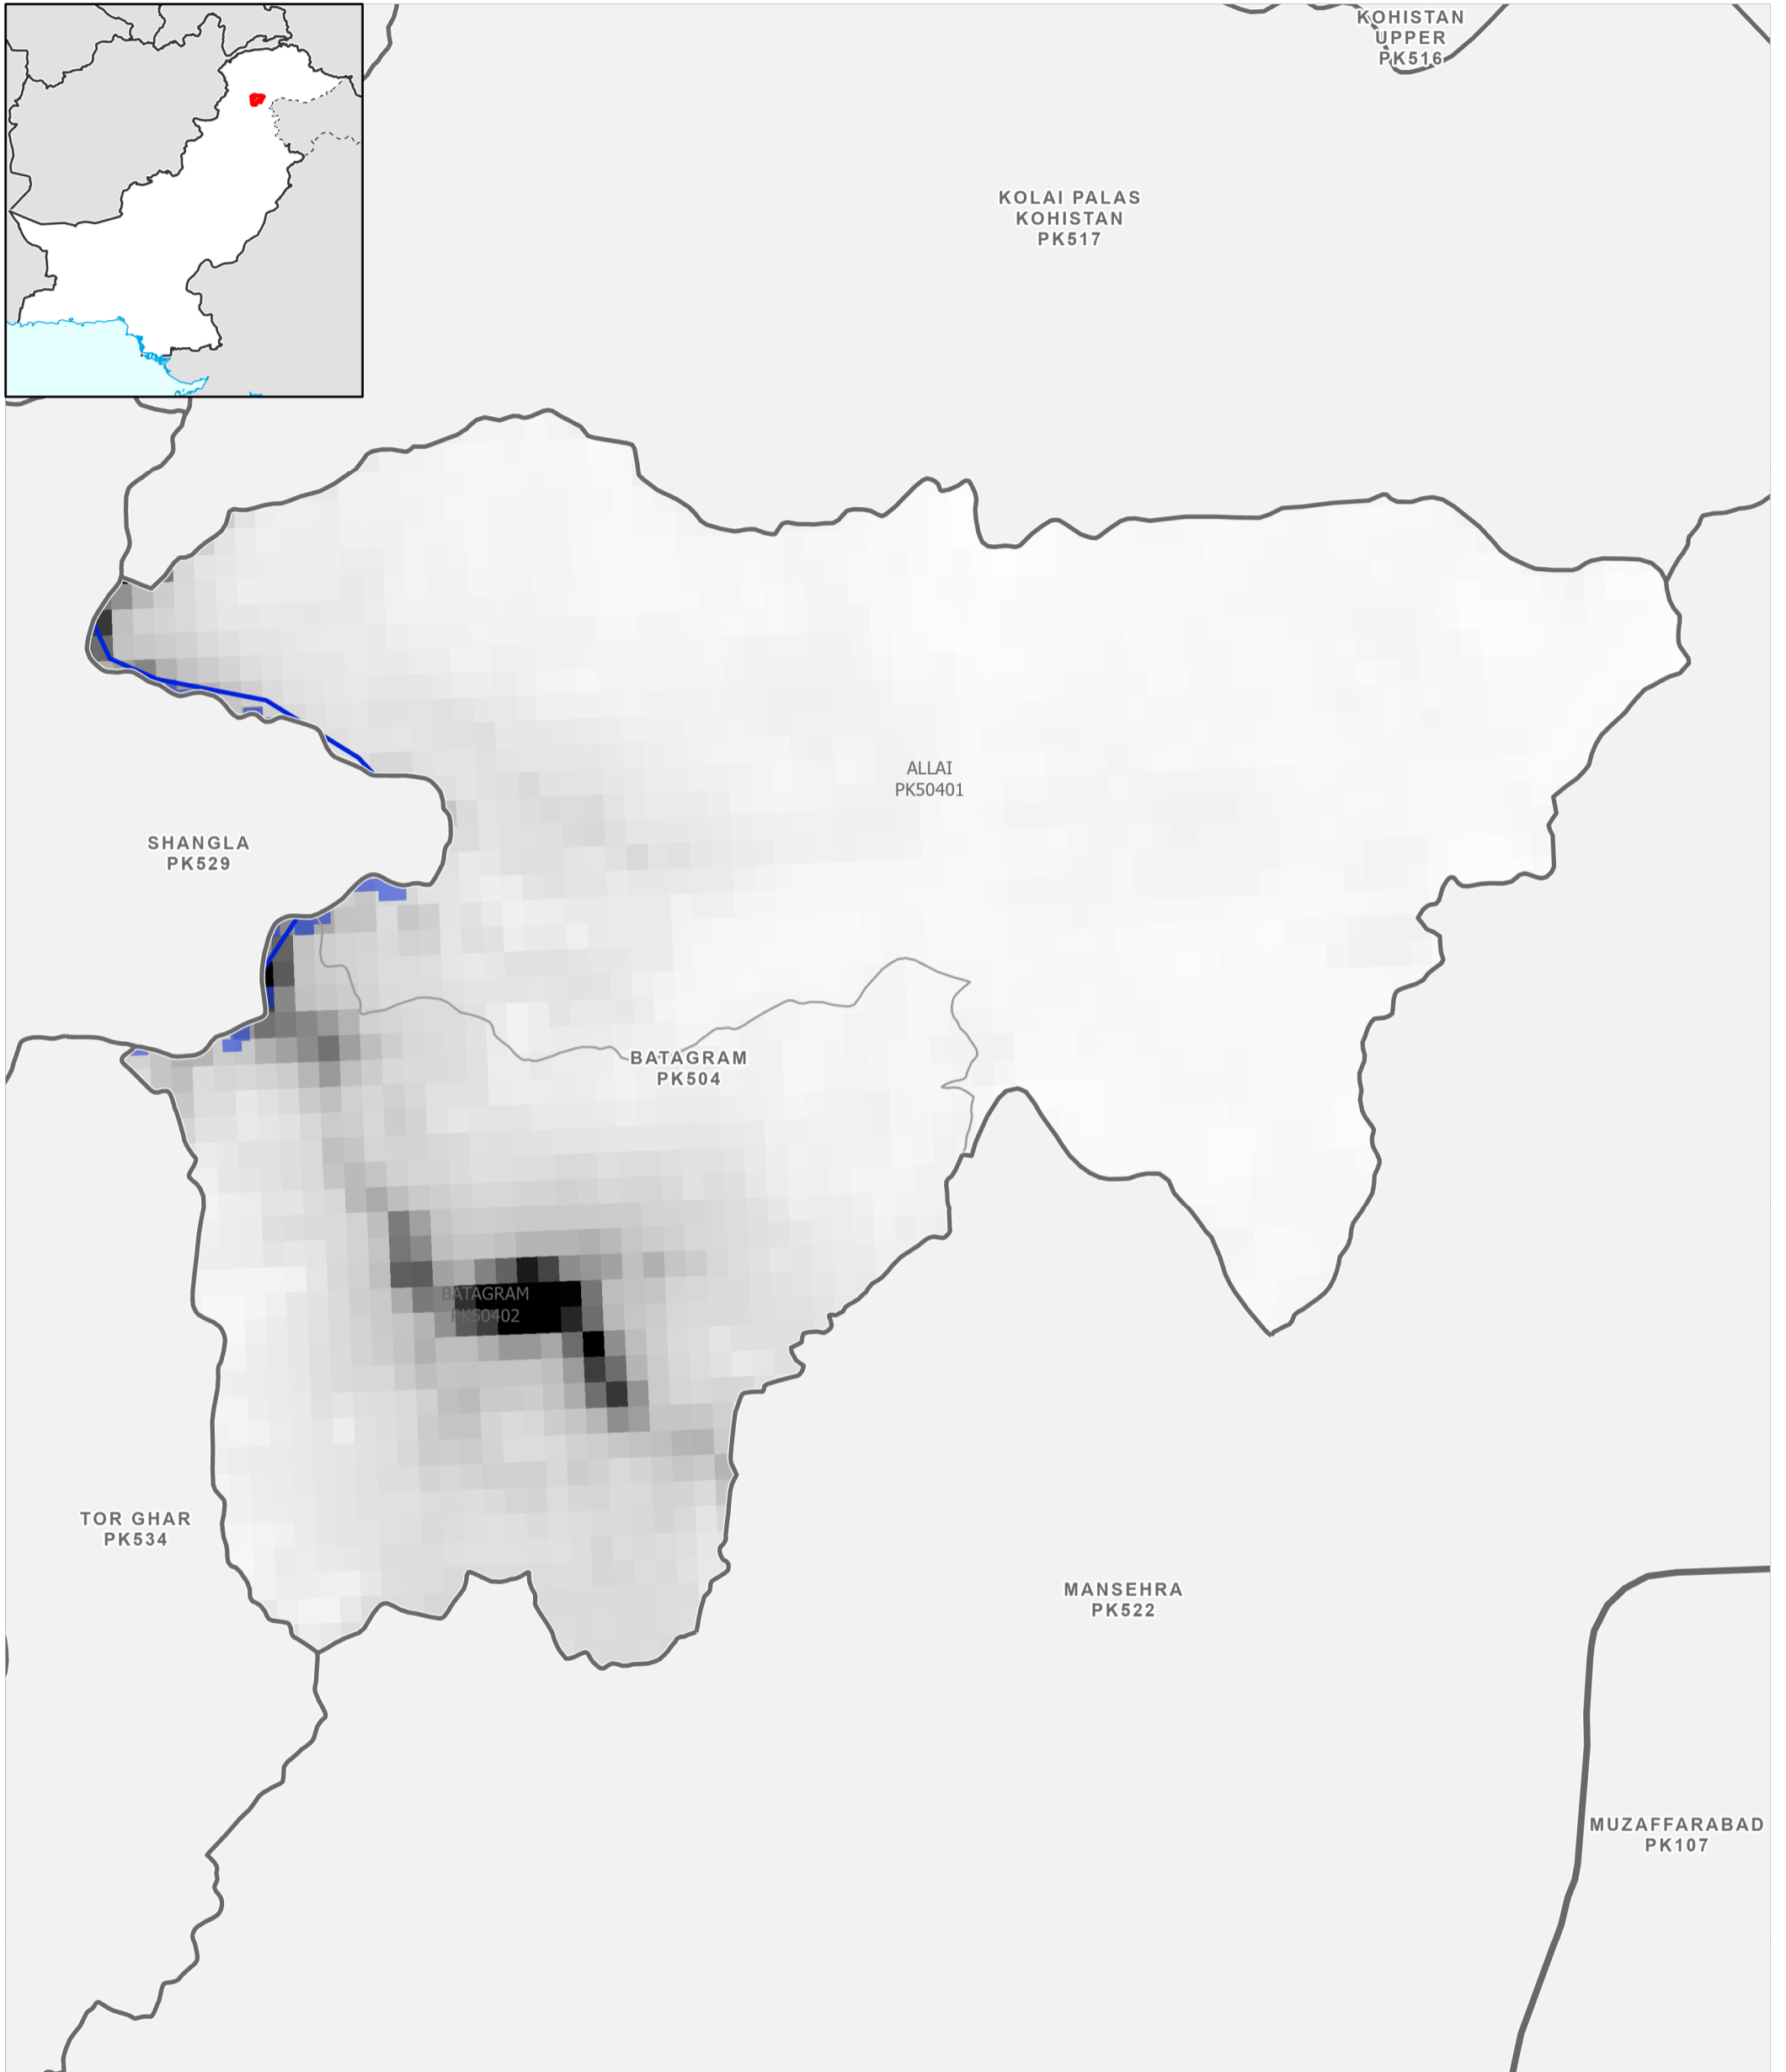 KOHISTAN
UPPER
PK516
KOLAI PALAS
KOHISTAN
PK517
ALLAI
PK50401
SHANGLA
PK529
BATAGRAM
PK504
BATAGRAM
PK50402
TOR GHAR
PK534
MANSEHRA
PK522
MUZAFFARABAD
PK107